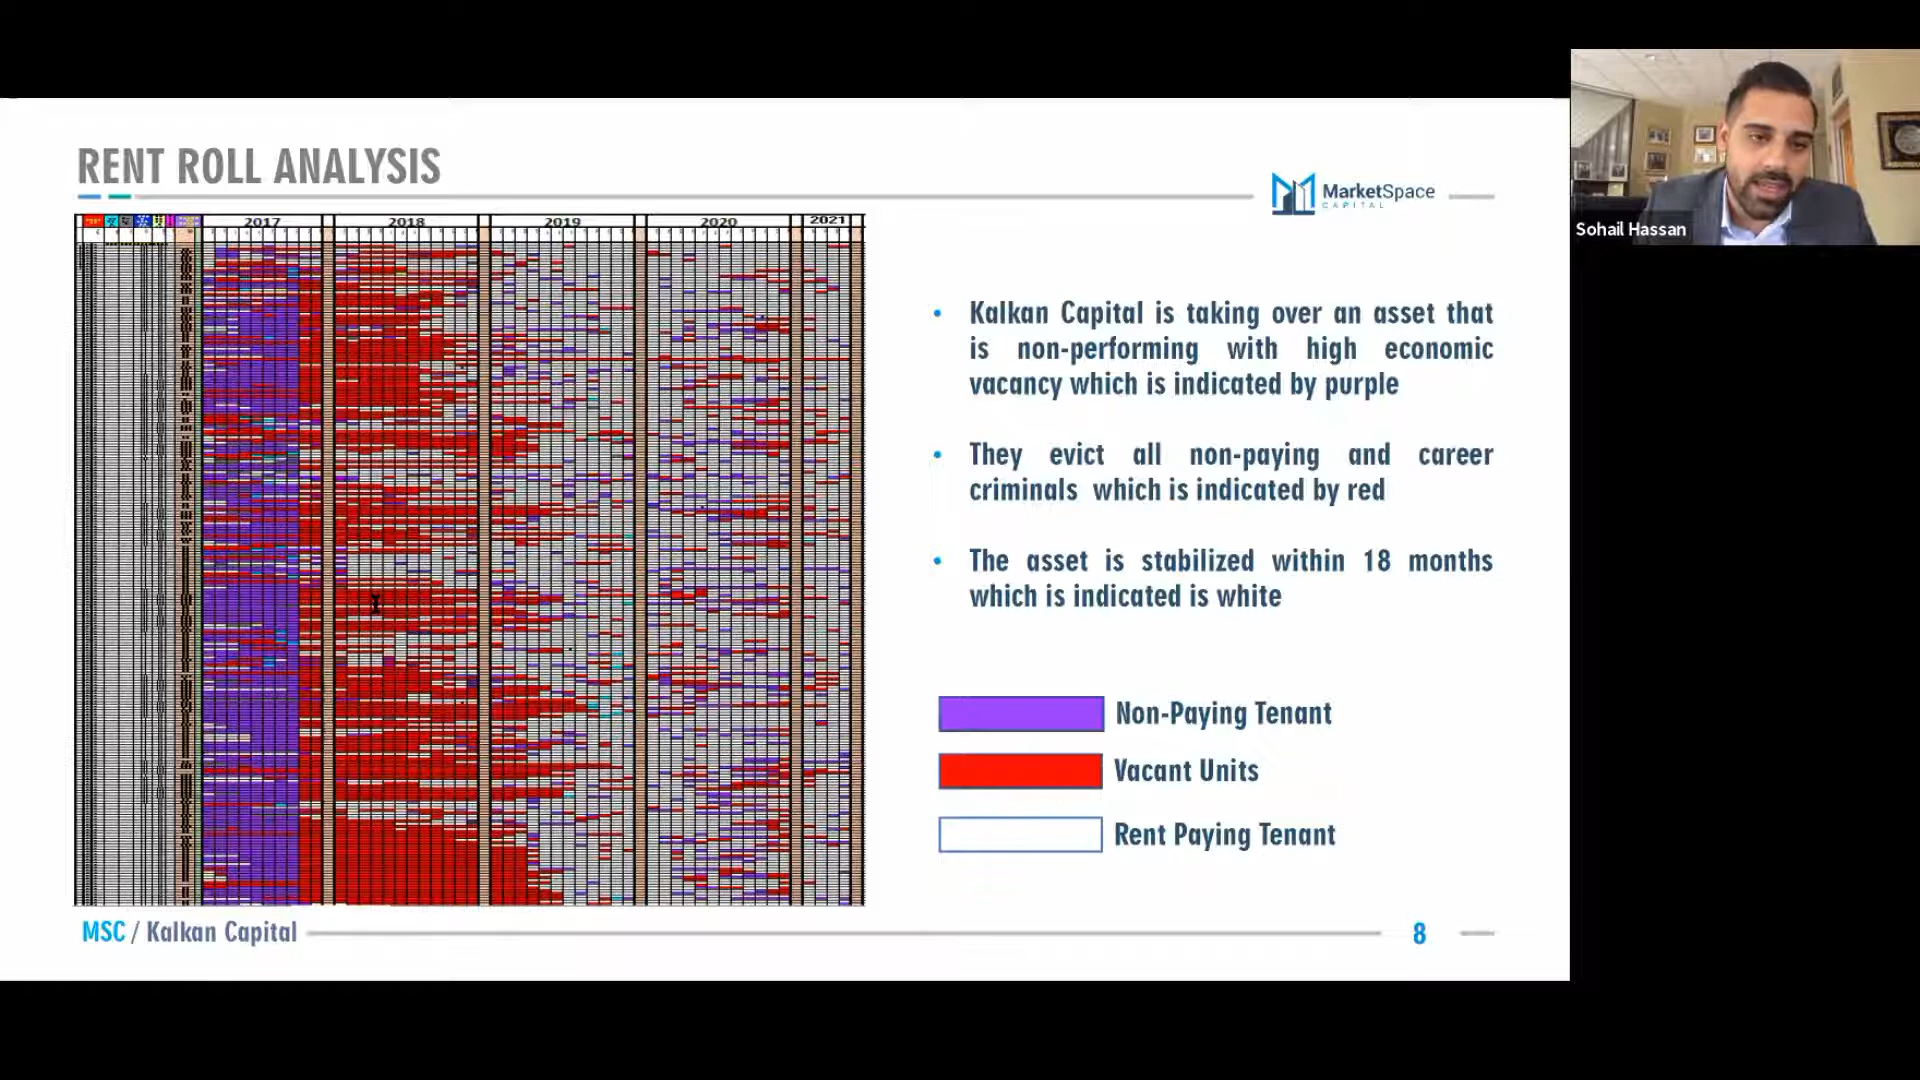 RENT ROLL ANALYSIS
MarketSpace
CAPITAL
Sohail Hassan
2017 2018 2019 2020 2021
• Kalkan Capital is taking over an asset that
is non-performing with high economic
vacancy which is indicated by purple
• They evict all non-paying and career
criminals which is indicated by red
• The asset is stabilized within 18 months
which is indicated is white
Non-Paying Tenant
Vacant Units
Rent Paying Tenant
MSC / Kalkan Capital
8